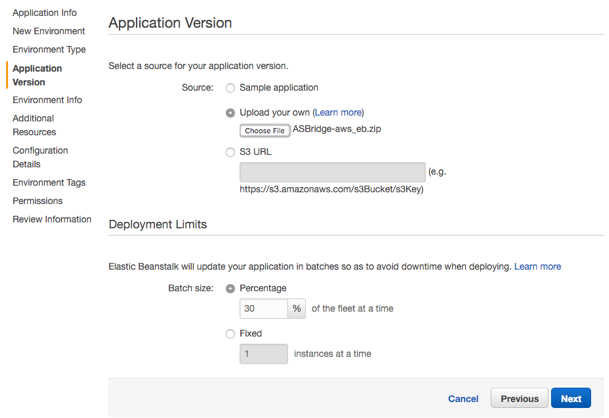 Application Info
New Environment
Environment Type
Application
Version
Environment Info
Additional
Resources
Configuration
Details
Environment Tags
Permissions
Review Information
Application Version
Select a source for your application version.
Source: Sample application
Upload your own (Learn more)
Choose File ASBridge-aws_eb.zip
S3 URL
(e.g.
https://s3.amazonaws.com/s3Bucket/s3Key)
Deployment Limits
Elastic Beanstalk will update your application in batches so as to avoid downtime when deploying. Learn more
Batch size: Percentage
30 % of the fleet at a time
Fixed
1 instances at a time
Cancel Previous Next